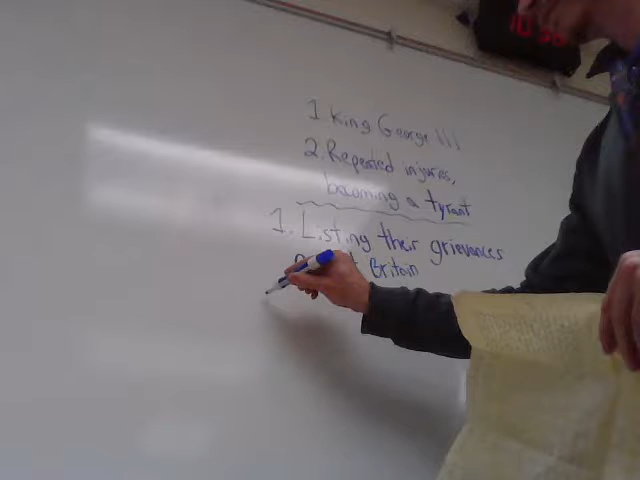 1. King George III
2. Repeated injuries,
becoming a tyrant
1. Listing their grievances
Britain